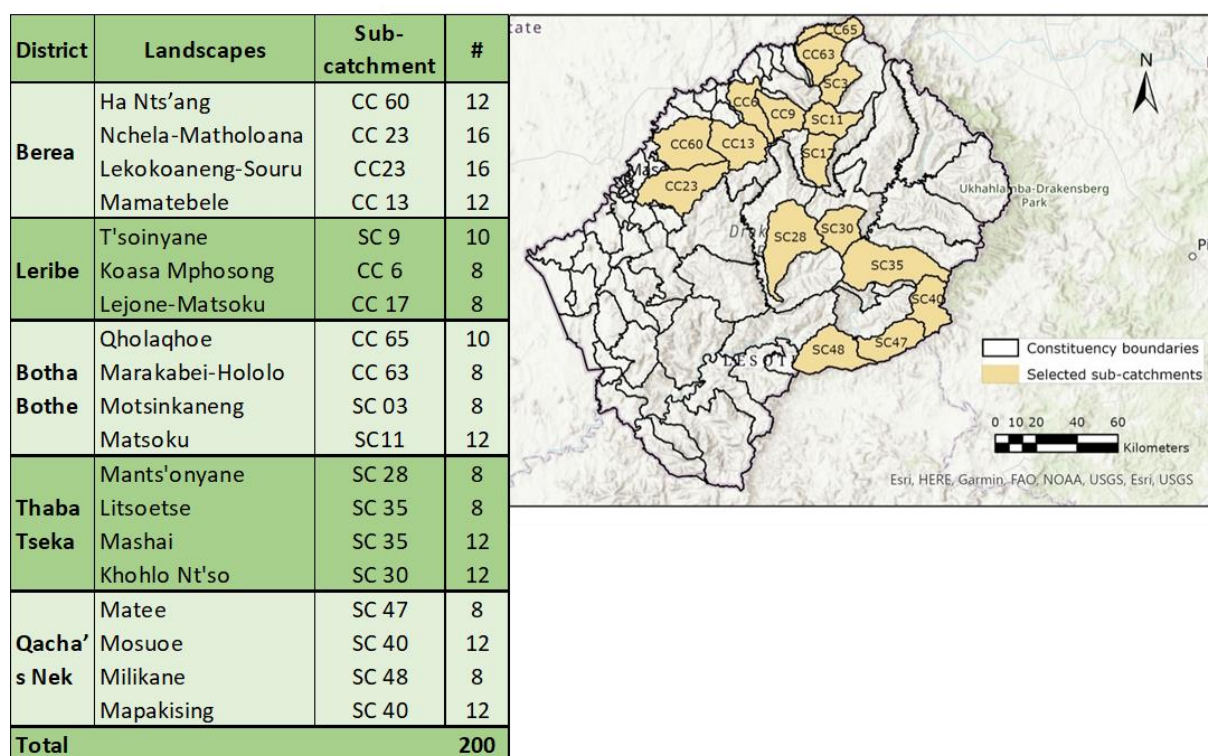 District Landscapes Sub-catchment #
Berea
Ha Nts’ang CC 60 12
Nchela-Matholoana CC 23 16
Lekokoaneng-Souru CC23 16
Mamatebele CC 13 12
Leribe
T'soinyane SC 9 10
Koasa Mphosong CC 6 8
Lejone-Matsoku CC 17 8
Botha Bothe
Qholaqhoe CC 65 10
Marakabei-Hololo CC 63 8
Motsinkaneng SC 03 8
Matsoku SC11 12
Thaba Tseka
Mants'onyane SC 28 8
Litsoetse SC 35 8
Mashai SC 35 12
Khohlo Nt'so SC 30 12
Qacha’s Nek
Matee SC 47 8
Mosuoe SC 40 12
Milikane SC 48 8
Mapakising SC 40 12
Total 200
tate
CC65
CC63
SC3
CC6
CC9
SC11
CC60
CC13
SC17
Mas
CC23
SC28
SC30
SC35
SC40
SC47
SC48
LESO
N
Ukhahlamba-Drakensberg
Park
Constituency boundaries
Selected sub-catchments
0 10 20 40 60
Kilometers
Esri, HERE, Garmin, FAO, NOAA, USGS, Esri, USGS